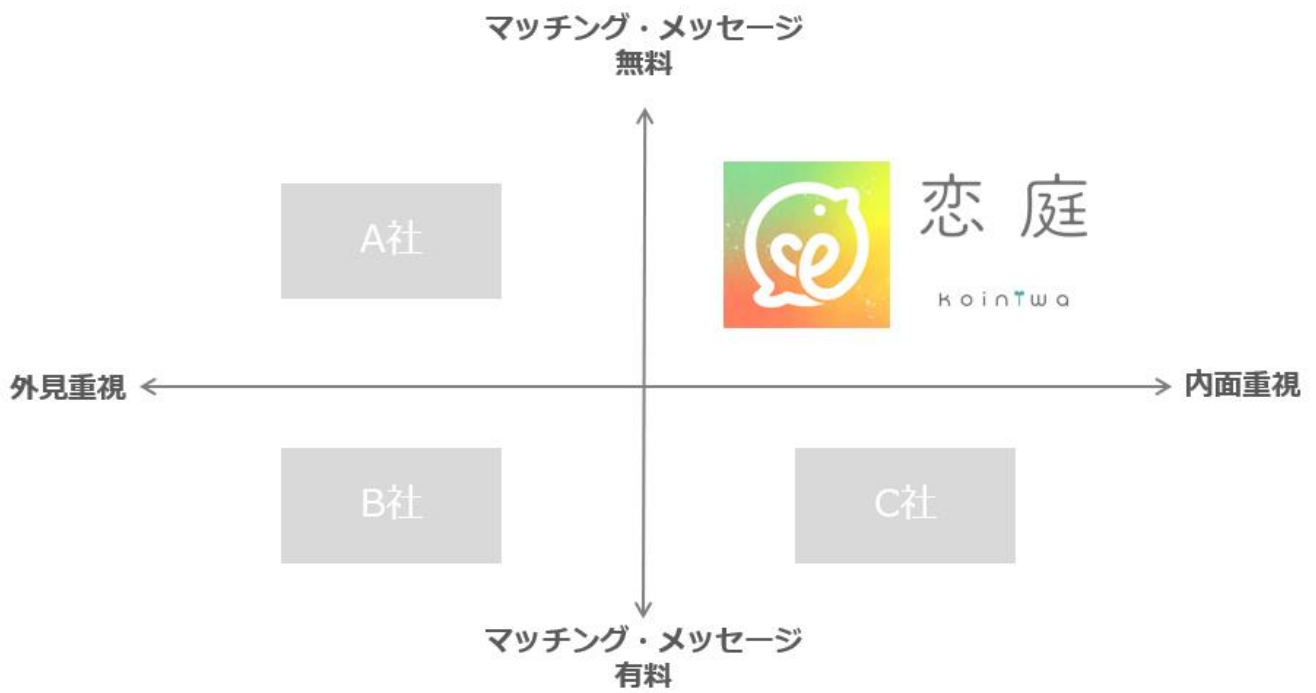 マッチング・メッセージ
無料
A社
恋庭
koiniwa
外見重視
内面重視
B社
C社
マッチング・メッセージ
有料